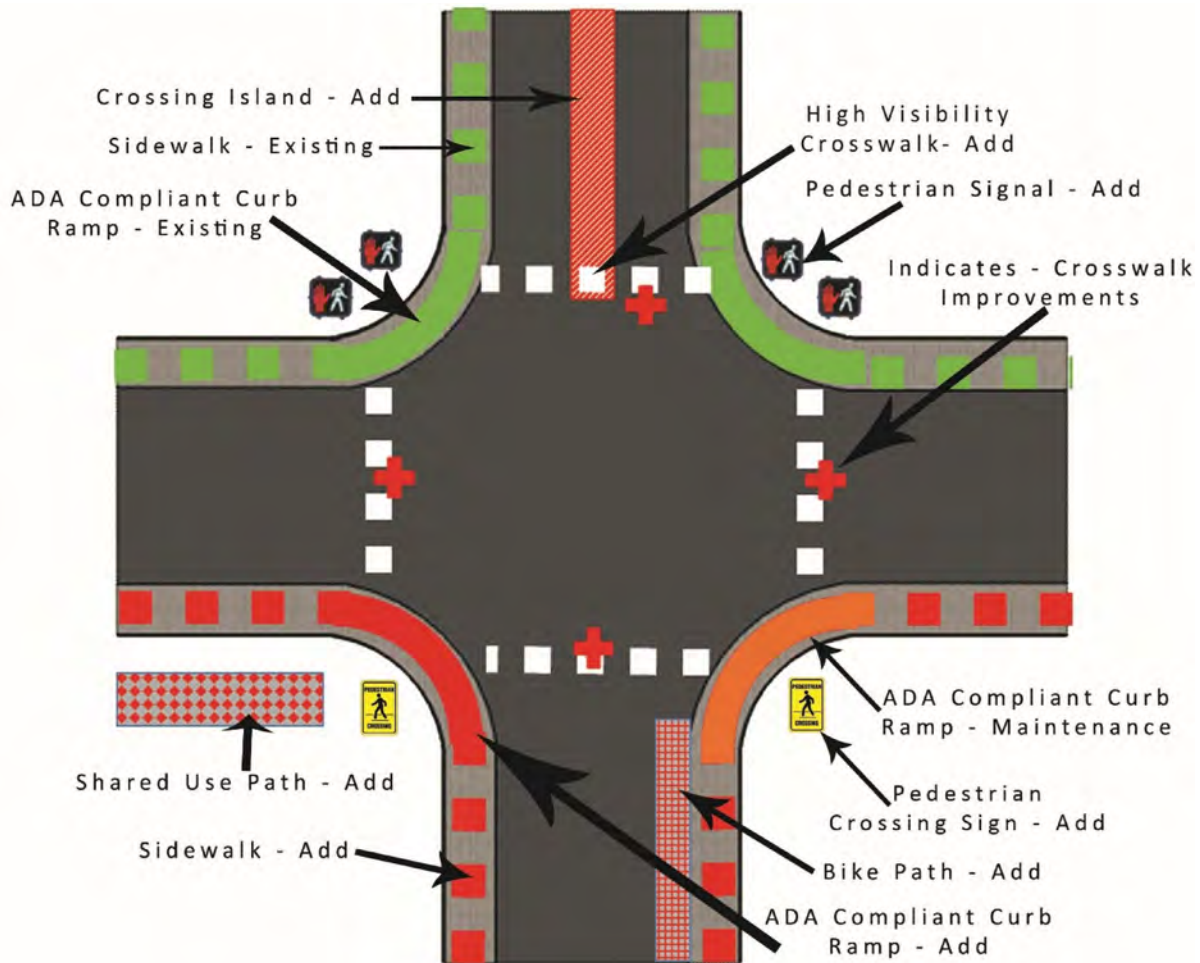 Crossing Island - Add
Sidewalk - Existing
ADA Compliant Curb
Ramp - Existing
High Visibility
Crosswalk- Add
Pedestrian Signal - Add
Indicates - Crosswalk
Improvements
PEDESTRIAN
CROSSING
PEDESTRIAN
CROSSING
ADA Compliant Curb
Ramp - Maintenance
Shared Use Path - Add
Pedestrian
Crossing Sign - Add
Sidewalk - Add
Bike Path - Add
ADA Compliant Curb
Ramp - Add